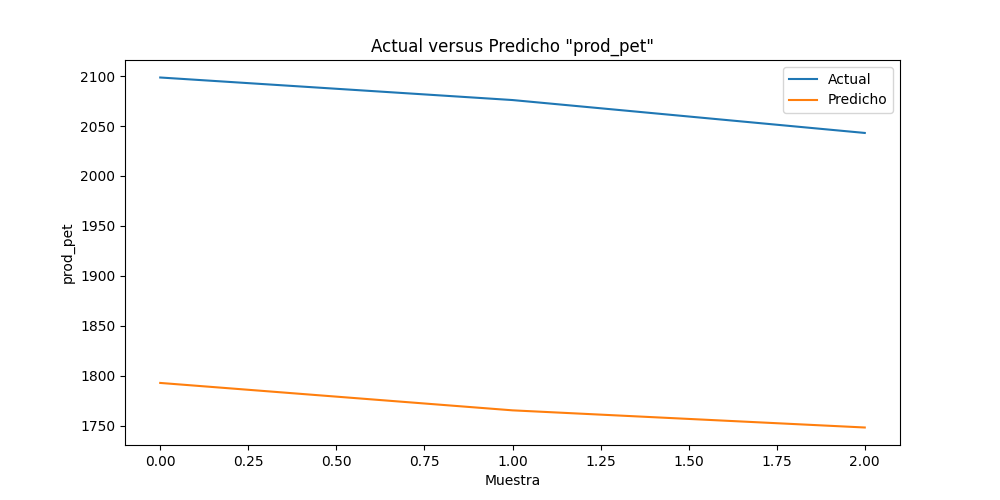 Actual versus Predicho "prod_pet"
Actual
Predicho
prod_pet
2100
2050
2000
1950
1900
1850
1800
1750
0.00 0.25 0.50 0.75 1.00 1.25 1.50 1.75 2.00
Muestra